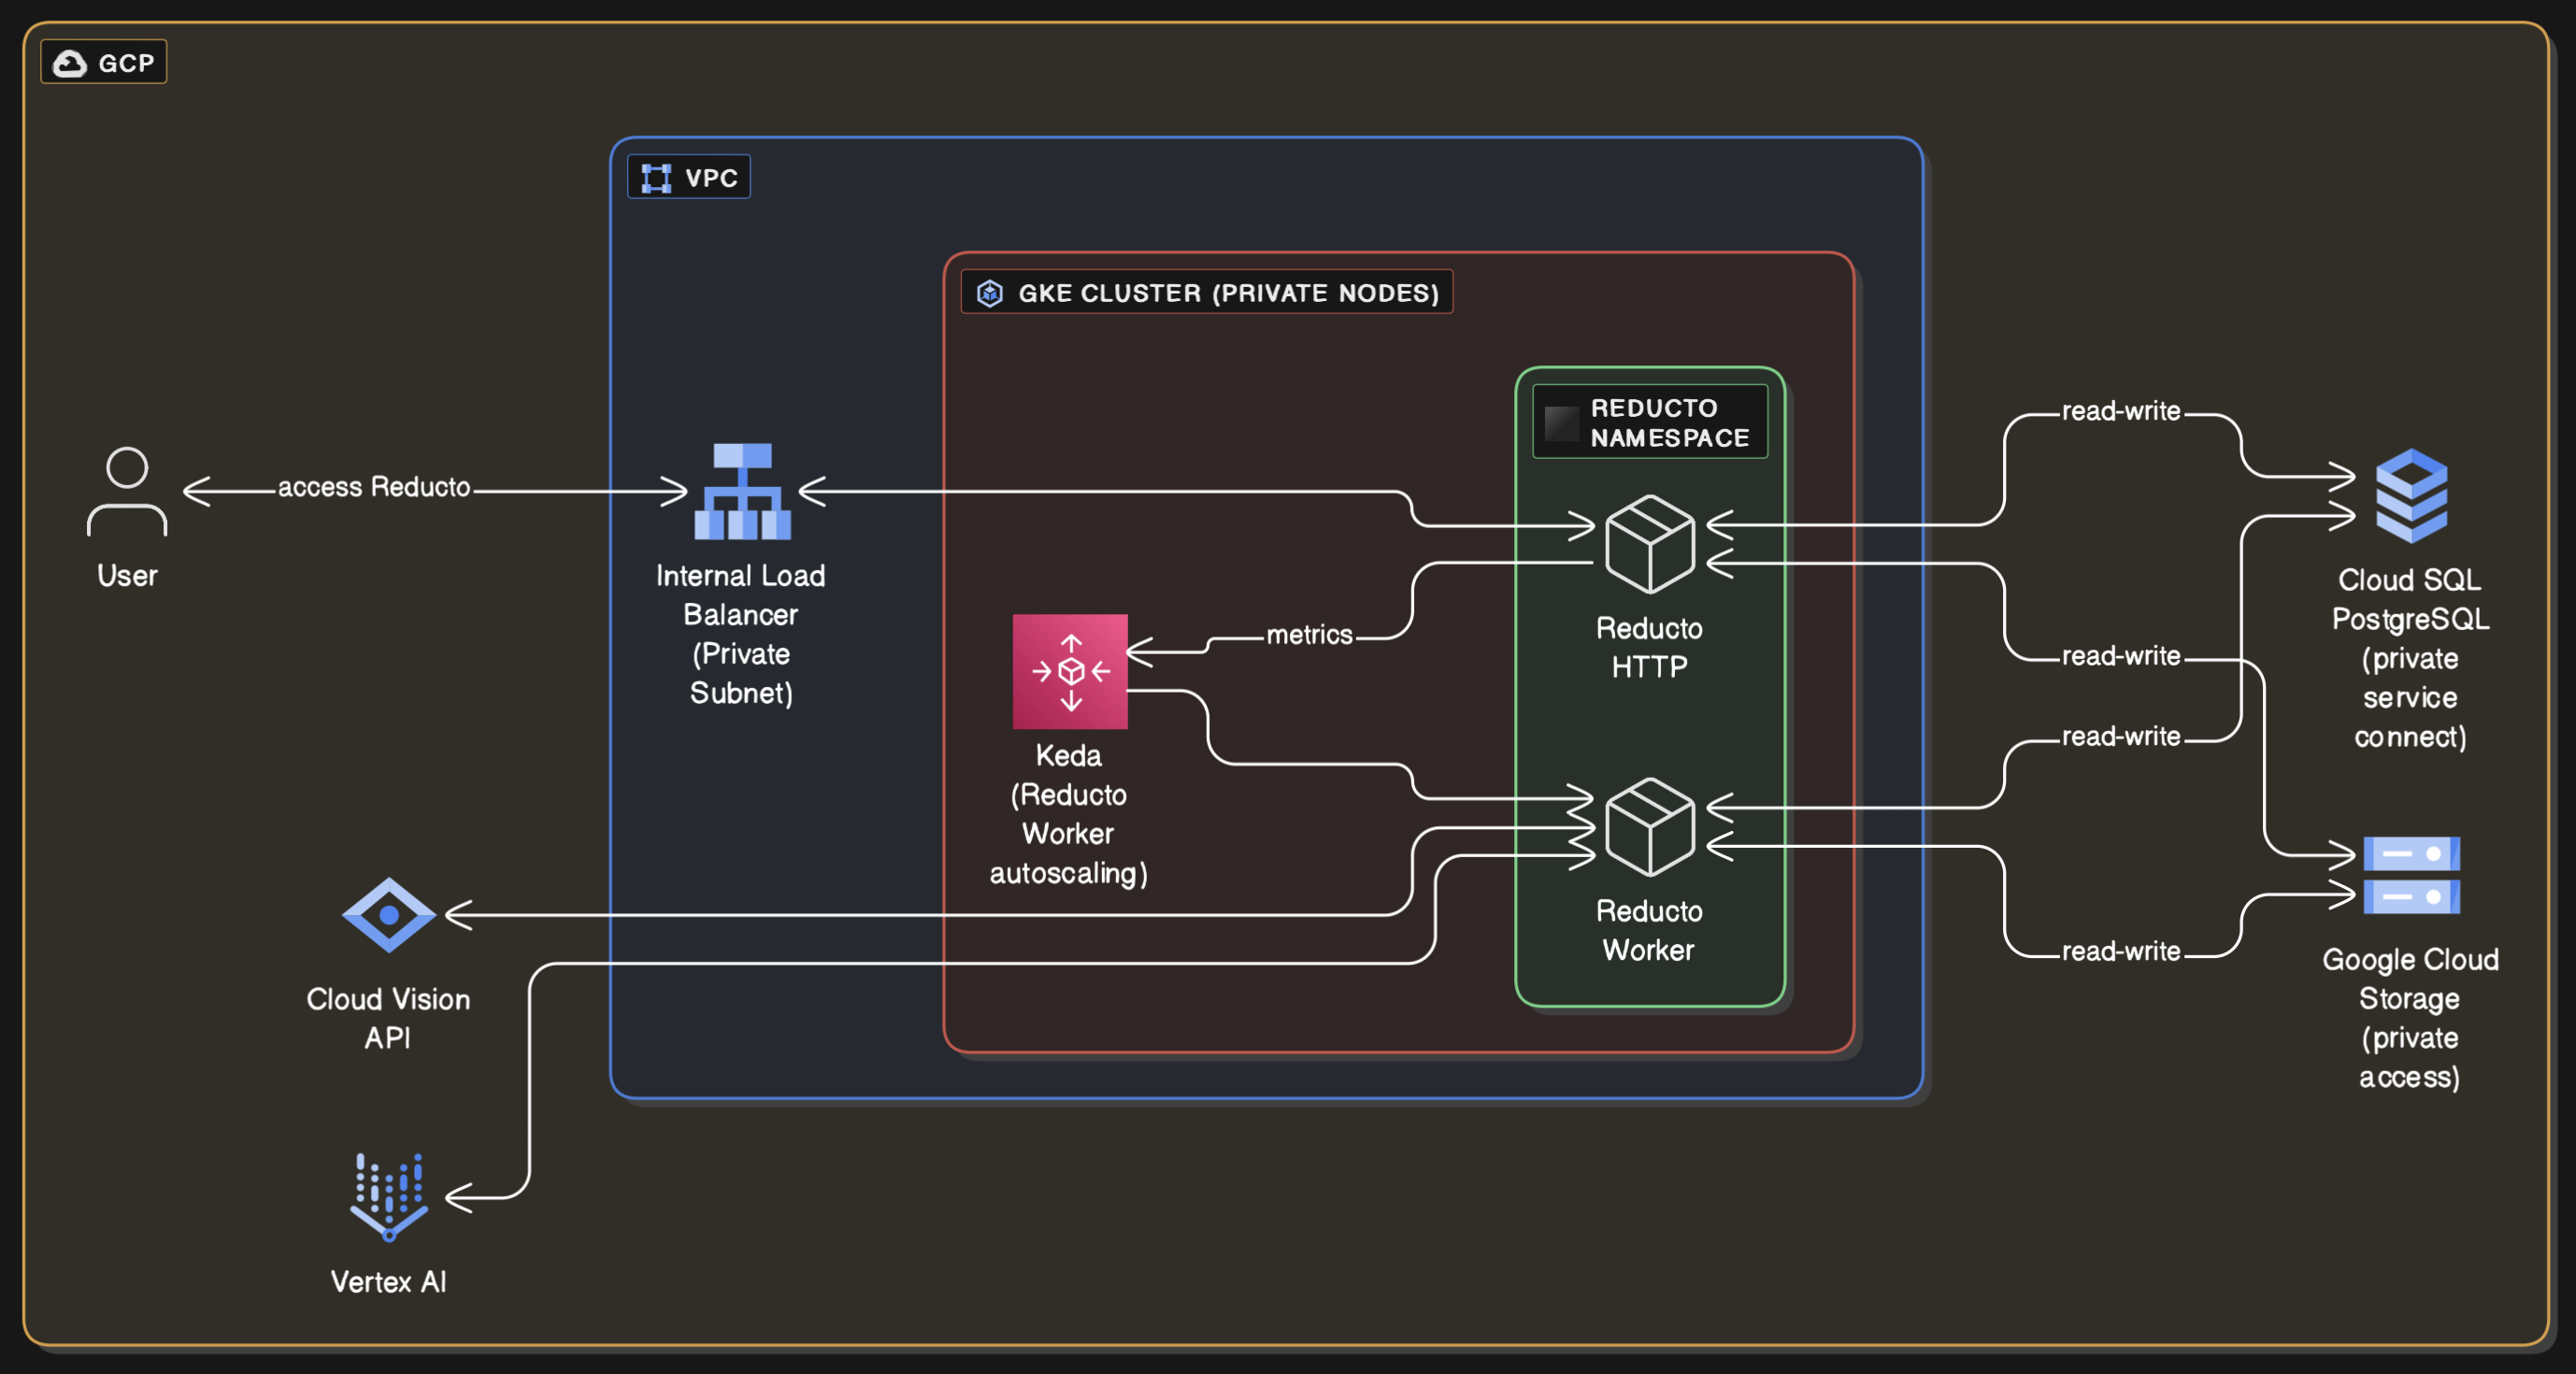 GCP
VPC
GKE CLUSTER (PRIVATE NODES)
REDUCTO
NAMESPACE
access Reducto
User
Internal Load
Balancer
(Private
Subnet)
metrics
Keda
(Reducto
Worker
autoscaling)
Reducto
HTTP
Reducto
Worker
read-write
read-write
read-write
read-write
Cloud SQL
PostgreSQL
(private
service
connect)
Google Cloud
Storage
(private
access)
Cloud Vision
API
Vertex AI